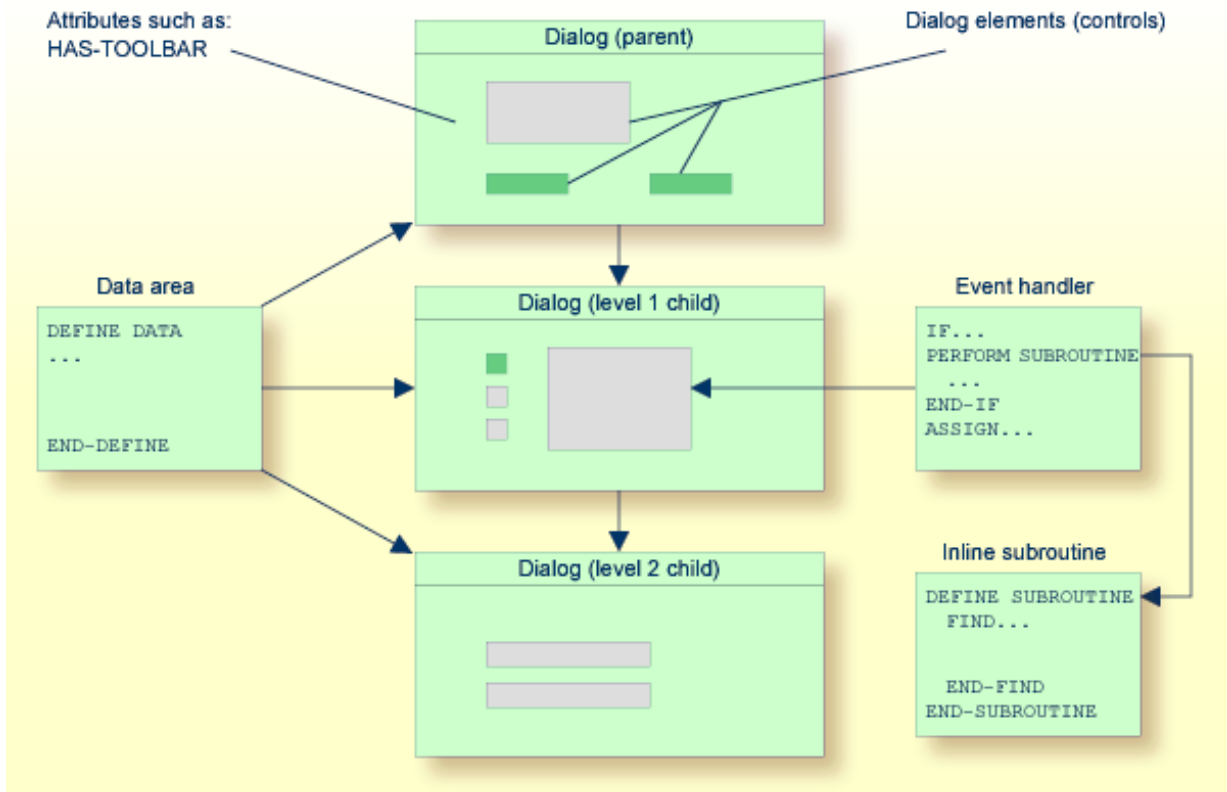 Attributes such as:
HAS-TOOLBAR
Dialog (parent)
Dialog elements (controls)
Data area
DEFINE DATA
...
END-DEFINE
Dialog (level 1 child)
Event handler
IF...
PERFORM SUBROUTINE
...
END-IF
ASSIGN...
Dialog (level 2 child)
Inline subroutine
DEFINE SUBROUTINE
FIND...
END-FIND
END-SUBROUTINE